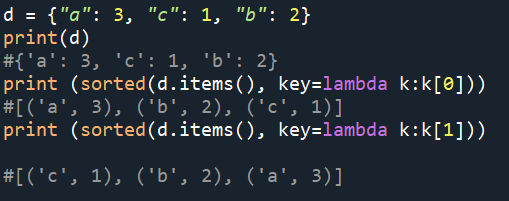 d = {"a": 3, "c": 1, "b": 2}
print(d)
#{'a': 3, 'c': 1, 'b': 2}
print (sorted(d.items(), key=lambda k:k[0]))
#[('a', 3), ('b', 2), ('c', 1)]
print (sorted(d.items(), key=lambda k:k[1]))
#[('c', 1), ('b', 2), ('a', 3)]